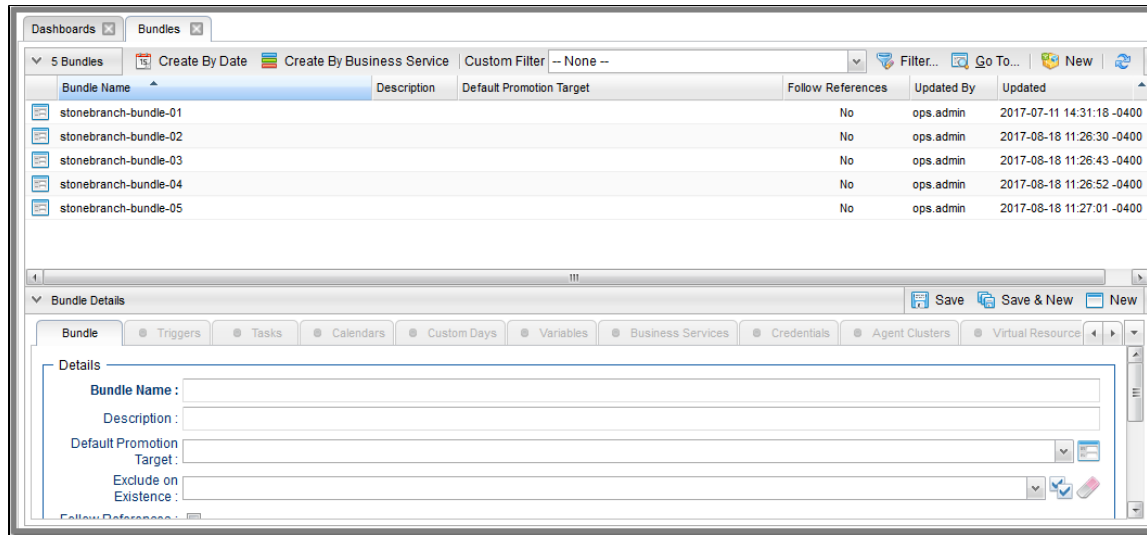 Dashboards Bundles
5 Bundles 15 Create By Date Create By Business Service Custom Filter -- None -- Filter... Go To... New
Bundle Name Description Default Promotion Target Follow References Updated By Updated
stonebranch-bundle-01 No ops.admin 2017-07-11 14:31:18 -0400
stonebranch-bundle-02 No ops.admin 2017-08-18 11:26:30 -0400
stonebranch-bundle-03 No ops.admin 2017-08-18 11:26:43 -0400
stonebranch-bundle-04 No ops.admin 2017-08-18 11:26:52 -0400
stonebranch-bundle-05 No ops.admin 2017-08-18 11:27:01 -0400
Bundle Details Save Save & New New
Bundle Triggers Tasks Calendars Custom Days Variables Business Services Credentials Agent Clusters Virtual Resource
Details
Bundle Name :
Description :
Default Promotion
Target :
Exclude on
Existence :
Follow References :